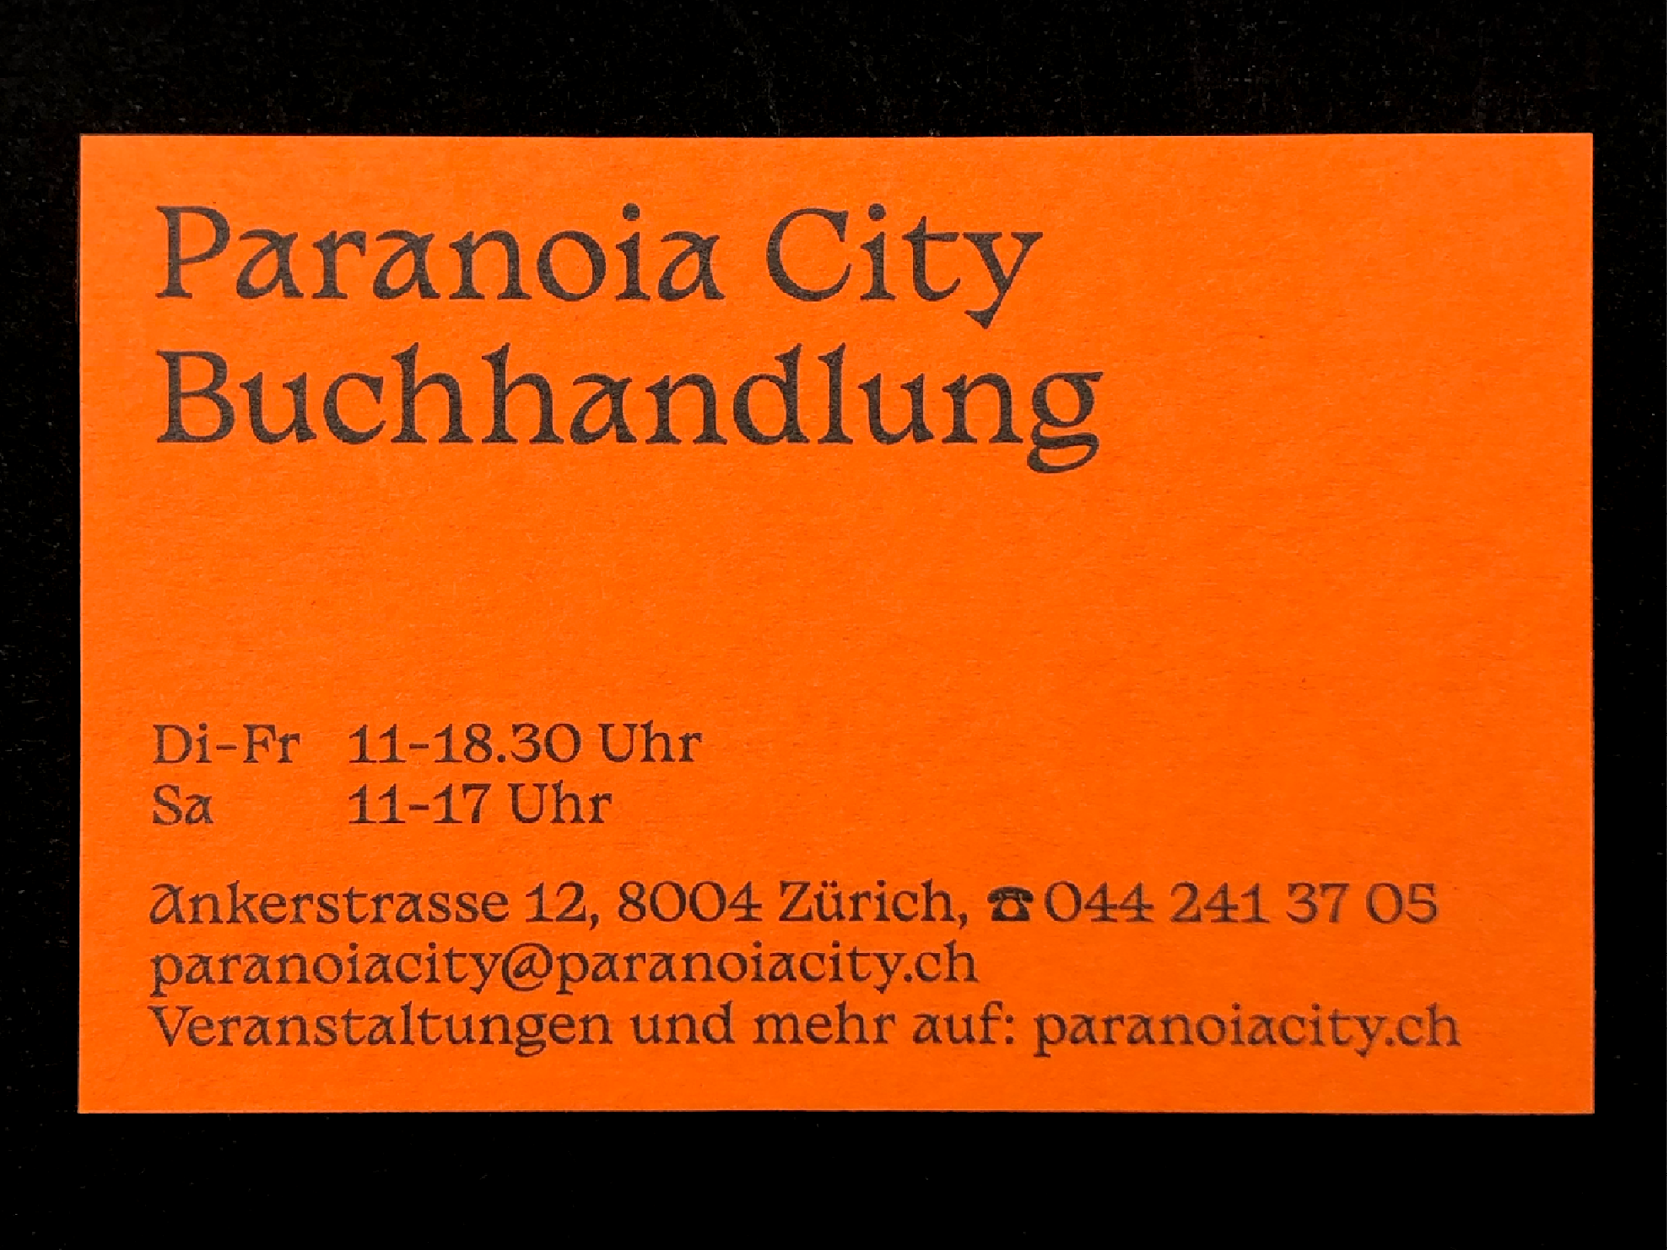 Paranoia City
Buchhandlung
Di–Fr 11–18.30 Uhr
Sa 11–17 Uhr
Ankerstrasse 12, 8004 Zürich, ☎044 241 37 05
paranoiacity@paranoiacity.ch
Veranstaltungen und mehr auf: paranoiacity.ch